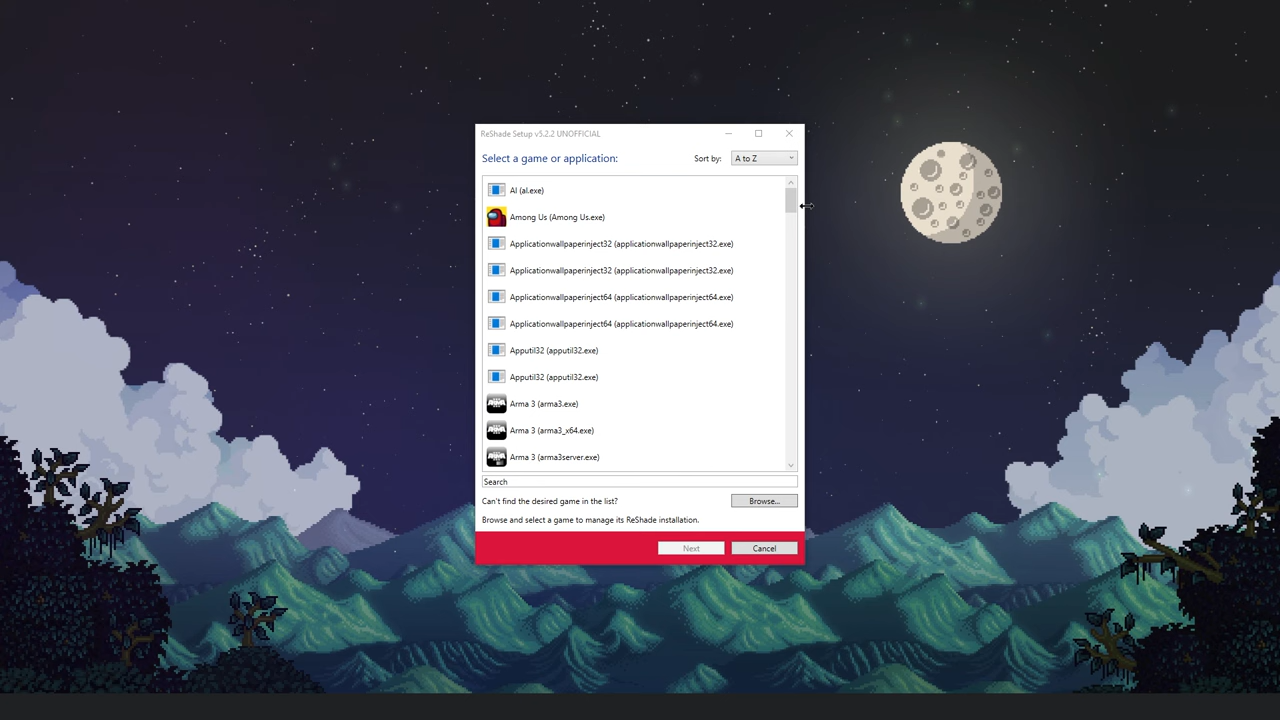 ReShade Setup v5.2.2 UNOFFICIAL
Select a game or application:
Sort by:
A to Z
Al (al.exe)
Among Us (Among Us.exe)
Applicationwallpaperinject32 (applicationwallpaperinject32.exe)
Applicationwallpaperinject32 (applicationwallpaperinject32.exe)
Applicationwallpaperinject64 (applicationwallpaperinject64.exe)
Applicationwallpaperinject64 (applicationwallpaperinject64.exe)
Apputil32 (apputil32.exe)
Apputil32 (apputil32.exe)
Arma 3 (arma3.exe)
Arma 3 (arma3_x64.exe)
Arma 3 (arma3server.exe)
Search
Can't find the desired game in the list?
Browse...
Browse and select a game to manage its ReShade installation.
Next
Cancel